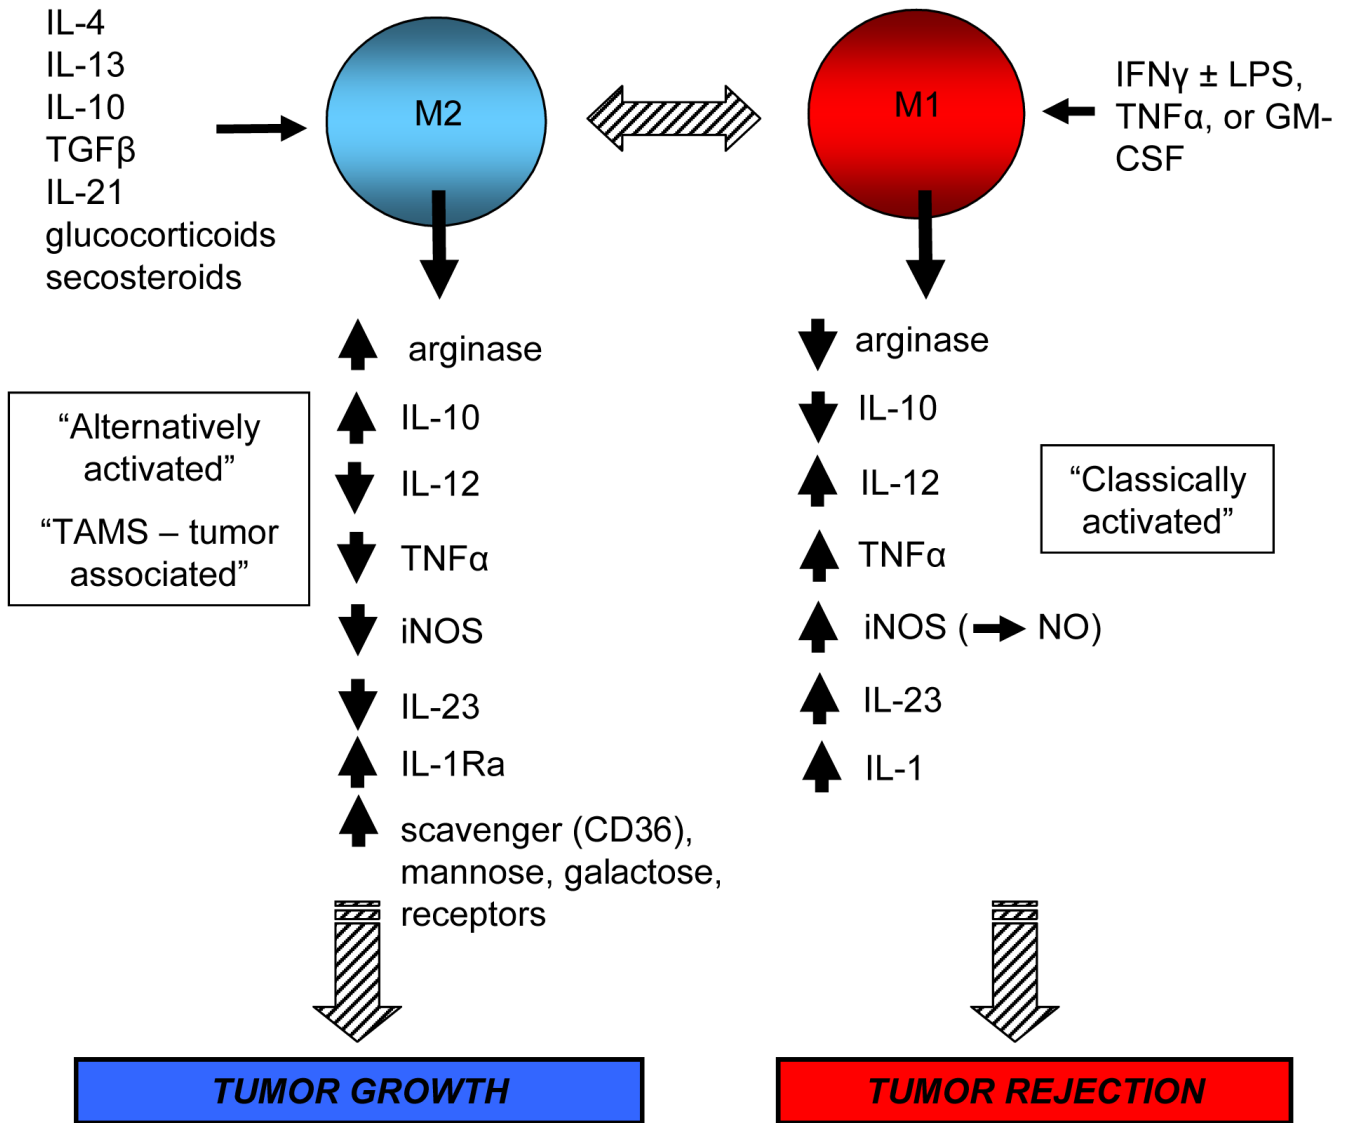 IL-4
IL-13
IL-10
TGFβ
IL-21
glucocorticoids
secosteroids
M2
M1
IFNγ ± LPS,
TNFα, or GM-
CSF
“Alternatively
activated”
“TAMS – tumor
associated”
arginase
IL-10
IL-12
TNFα
iNOS
IL-23
IL-1Ra
scavenger (CD36),
mannose, galactose,
receptors
arginase
IL-10
IL-12
TNFα
iNOS ( → NO)
IL-23
IL-1
“Classically
activated”
TUMOR GROWTH
TUMOR REJECTION